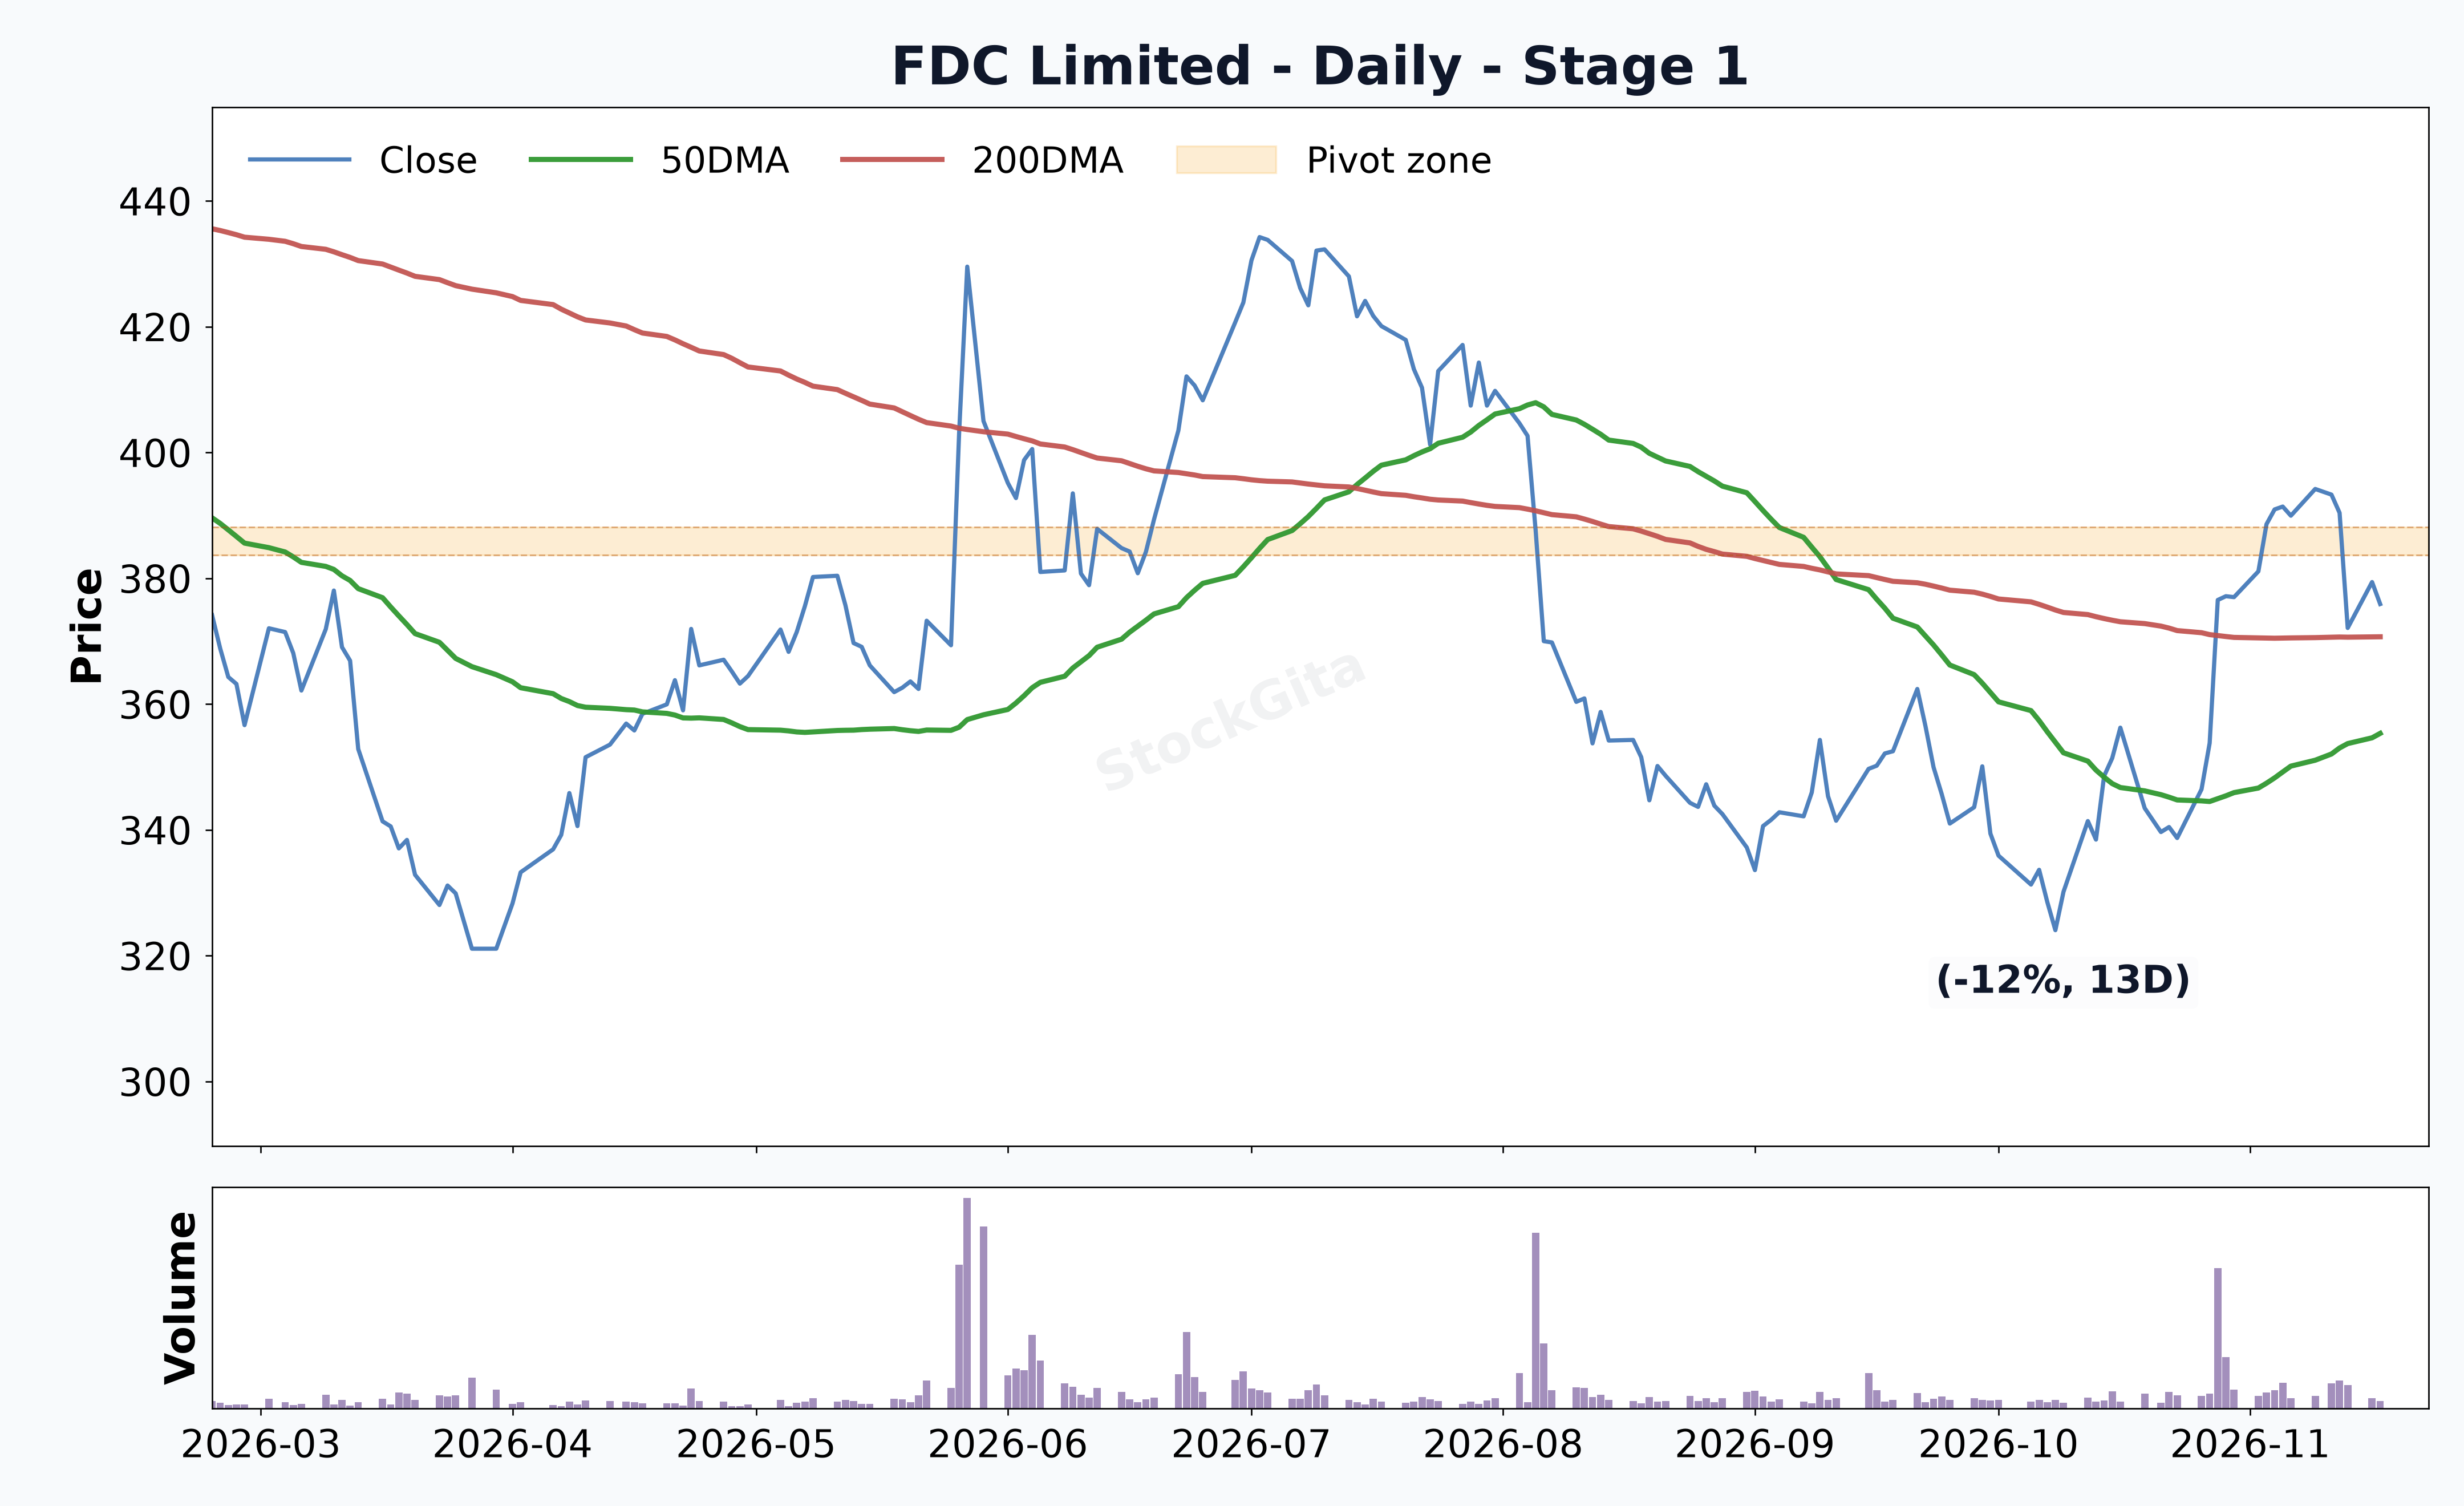 FDC Limited - Daily - Stage 1
Close 50DMA 200DMA Pivot zone
440
420
400
380
360
340
320
300
Price
StockGita
(-12%, 13D)
Volume
2026-03 2026-04 2026-05 2026-06 2026-07 2026-08 2026-09 2026-10 2026-11